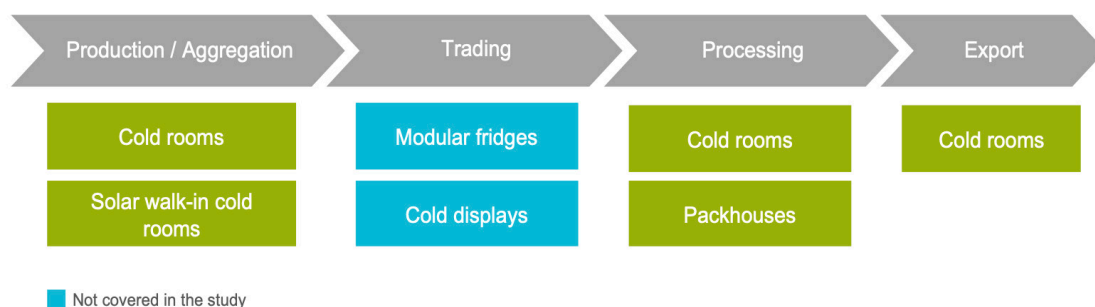 Production / Aggregation
Trading
Processing
Export
Cold rooms
Modular fridges
Cold rooms
Cold rooms
Solar walk-in cold
rooms
Cold displays
Packhouses
Not covered in the study